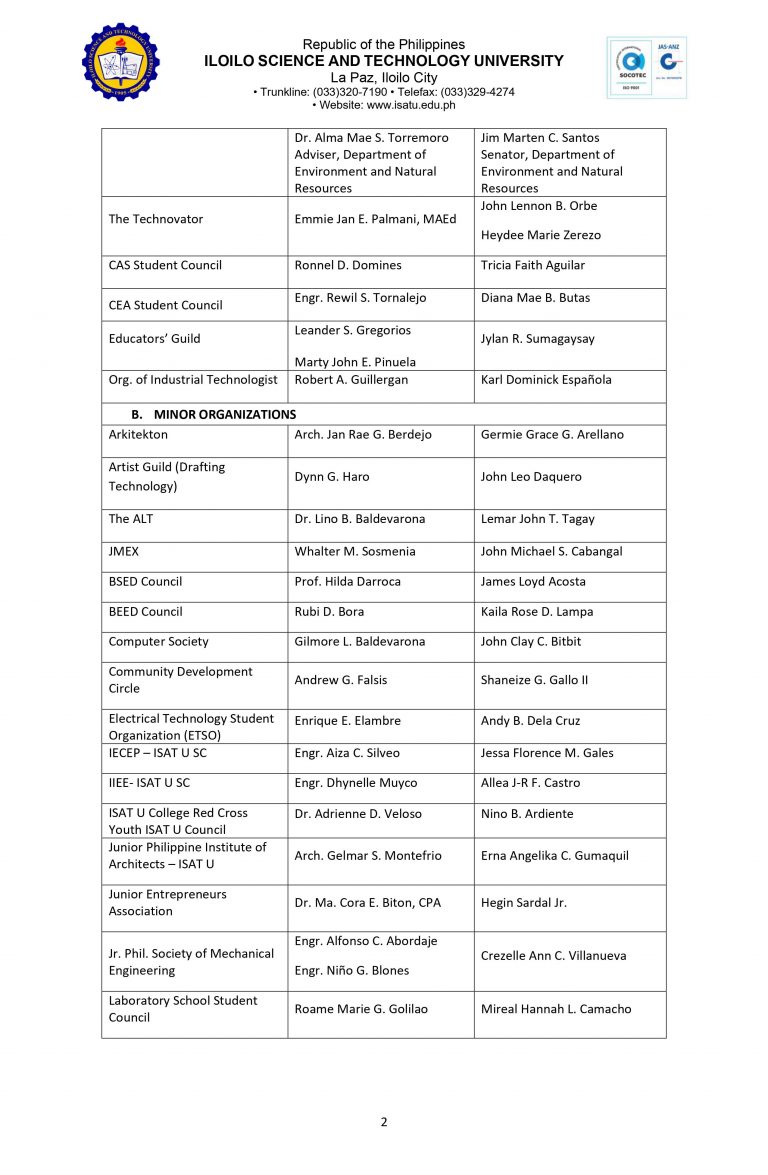 Republic of the Philippines
ILOILO SCIENCE AND TECHNOLOGY UNIVERSITY
La Paz, Iloilo City
• Trunkline: (033)320-7190 • Telefax: (033)329-4274
• Website: www.isatu.edu.ph
ILOILO SCIENCE AND TECHNOLOGY UNIVERSITY
1905
SOCOTEC
ISO 9001
JAS-ANZ
Dr. Alma Mae S. Torremoro
Adviser, Department of
Environment and Natural
Resources
Jim Marten C. Santos
Senator, Department of
Environment and Natural
Resources
The Technovator
Emmie Jan E. Palmani, MAEd
John Lennon B. Orbe
Heydee Marie Zerezo
CAS Student Council
Ronnel D. Domines
Tricia Faith Aguilar
CEA Student Council
Engr. Rewil S. Tornalejo
Diana Mae B. Butas
Educators’ Guild
Leander S. Gregorios
Marty John E. Pinuela
Jylan R. Sumagaysay
Org. of Industrial Technologist
Robert A. Guillergan
Karl Dominick Española
B. MINOR ORGANIZATIONS
Arkitekton
Arch. Jan Rae G. Berdejo
Germie Grace G. Arellano
Artist Guild (Drafting
Technology)
Dynn G. Haro
John Leo Daquero
The ALT
Dr. Lino B. Baldevarona
Lemar John T. Tagay
JMEX
Whalter M. Sosmenia
John Michael S. Cabangal
BSED Council
Prof. Hilda Darroca
James Loyd Acosta
BEED Council
Rubi D. Bora
Kaila Rose D. Lampa
Computer Society
Gilmore L. Baldevarona
John Clay C. Bitbit
Community Development
Circle
Andrew G. Falsis
Shaneize G. Gallo II
Electrical Technology Student
Organization (ETSO)
Enrique E. Elambre
Andy B. Dela Cruz
IECEP – ISAT U SC
Engr. Aiza C. Silveo
Jessa Florence M. Gales
IIEE- ISAT U SC
Engr. Dhynelle Muyco
Allea J-R F. Castro
ISAT U College Red Cross
Youth ISAT U Council
Dr. Adrienne D. Veloso
Nino B. Ardiente
Junior Philippine Institute of
Architects – ISAT U
Arch. Gelmar S. Montefrio
Erna Angelika C. Gumaquil
Junior Entrepreneurs
Association
Dr. Ma. Cora E. Biton, CPA
Hegin Sardal Jr.
Jr. Phil. Society of Mechanical
Engineering
Engr. Alfonso C. Abordaje
Engr. Niño G. Blones
Crezelle Ann C. Villanueva
Laboratory School Student
Council
Roame Marie G. Golilao
Mireal Hannah L. Camacho
2